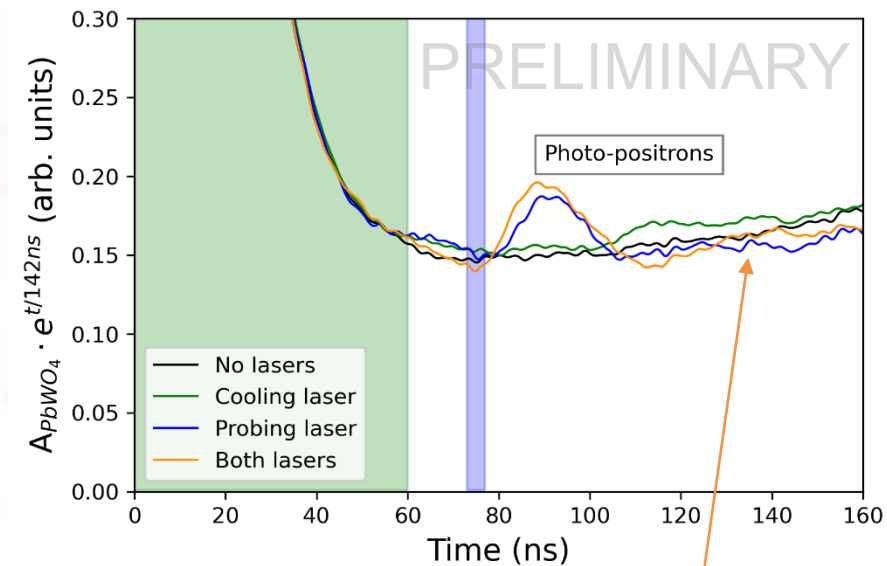 PRELIMINARY
Photo-positrons
A_PbWO₄ · e^t/142ns (arb. units)
0.30
0.25
0.20
0.15
0.10
0.05
0.00
No lasers
Cooling laser
Probing laser
Both lasers
0 20 40 60 80 100 120 140 160
Time (ns)